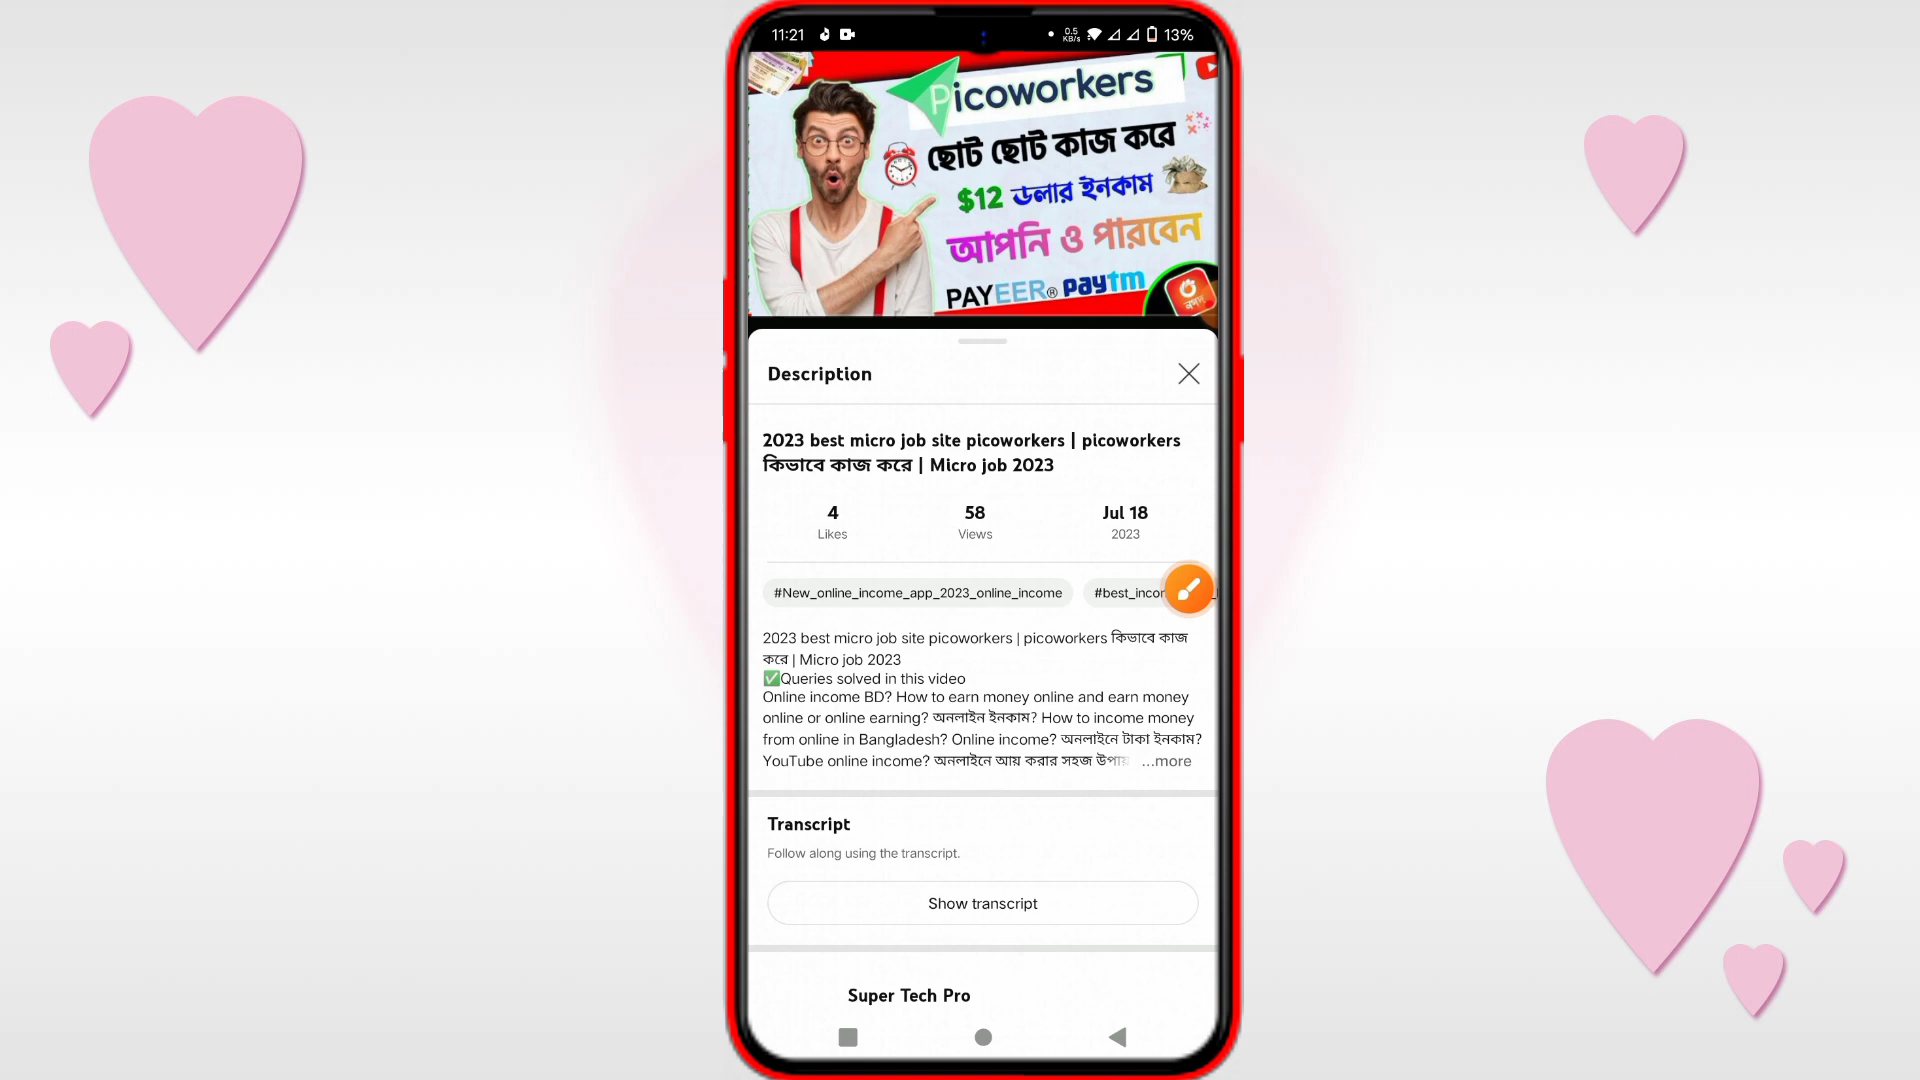 11:21
0.5
KB/s
13%
Picoworkers
ছোট ছোট কাজ করে
$12 ডলার ইনকাম
আপনি ও পারবেন
PAYEER® paytm
নগদ
Description
2023 best micro job site picoworkers | picoworkers
কিভাবে কাজ করে | Micro job 2023
4 58 Jul 18
Likes Views 2023
#New_online_income_app_2023_online_income
2023 best micro job site picoworkers | picoworkers কিভাবে কাজ
করে | Micro job 2023
✅Queries solved in this video
Online income BD? How to earn money online and earn money
online or online earning? অনলাইন ইনকাম? How to income money
from online in Bangladesh? Online income? অনলাইনে টাকা ইনকাম?
YouTube online income? অনলাইনে আয় করার সহজ উপায় ...more
Transcript
Follow along using the transcript.
Show transcript
Super Tech Pro